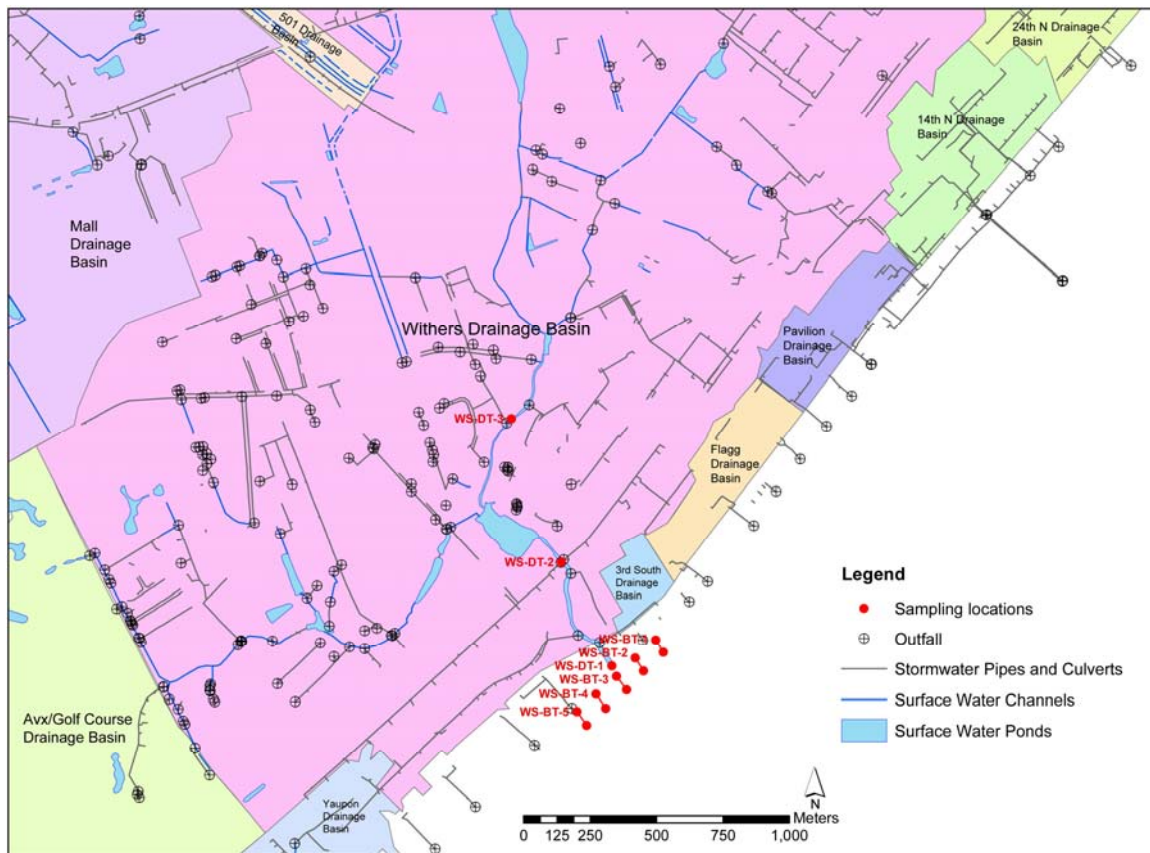 501 Drainage
Basin
24th N Drainage
Basin
14th N Drainage
Basin
Mall
Drainage
Basin
Withers Drainage Basin
Pavilion
Drainage
Basin
WS-DT-3
Flagg
Drainage
Basin
WS-DT-2
3rd South
Drainage
Basin
WS-BT-1
WS-BT-2
WS-DT-1
WS-BT-3
WS-BT-4
WS-BT-5
Avx/Golf Course
Drainage Basin
Yaupon
Drainage
Basin
Legend
Sampling locations
Outfall
Stormwater Pipes and Culverts
Surface Water Channels
Surface Water Ponds
N
Meters
0 125 250 500 750 1,000